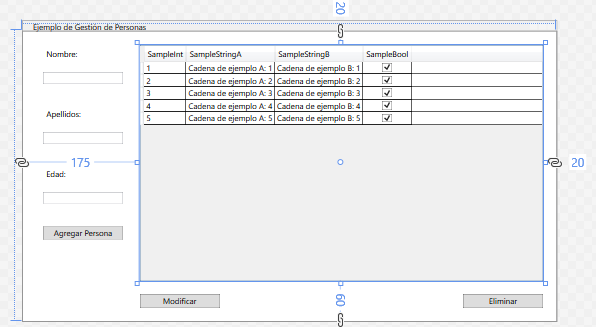 20
Ejemplo de Gestión de Personas
Nombre:
Apellidos:
Edad:
Agregar Persona
SampleInt SampleStringA SampleStringB SampleBool
1 Cadena de ejemplo A: 1 Cadena de ejemplo B: 1
2 Cadena de ejemplo A: 2 Cadena de ejemplo B: 2
3 Cadena de ejemplo A: 3 Cadena de ejemplo B: 3
4 Cadena de ejemplo A: 4 Cadena de ejemplo B: 4
5 Cadena de ejemplo A: 5 Cadena de ejemplo B: 5
175
20
60
Modificar
Eliminar